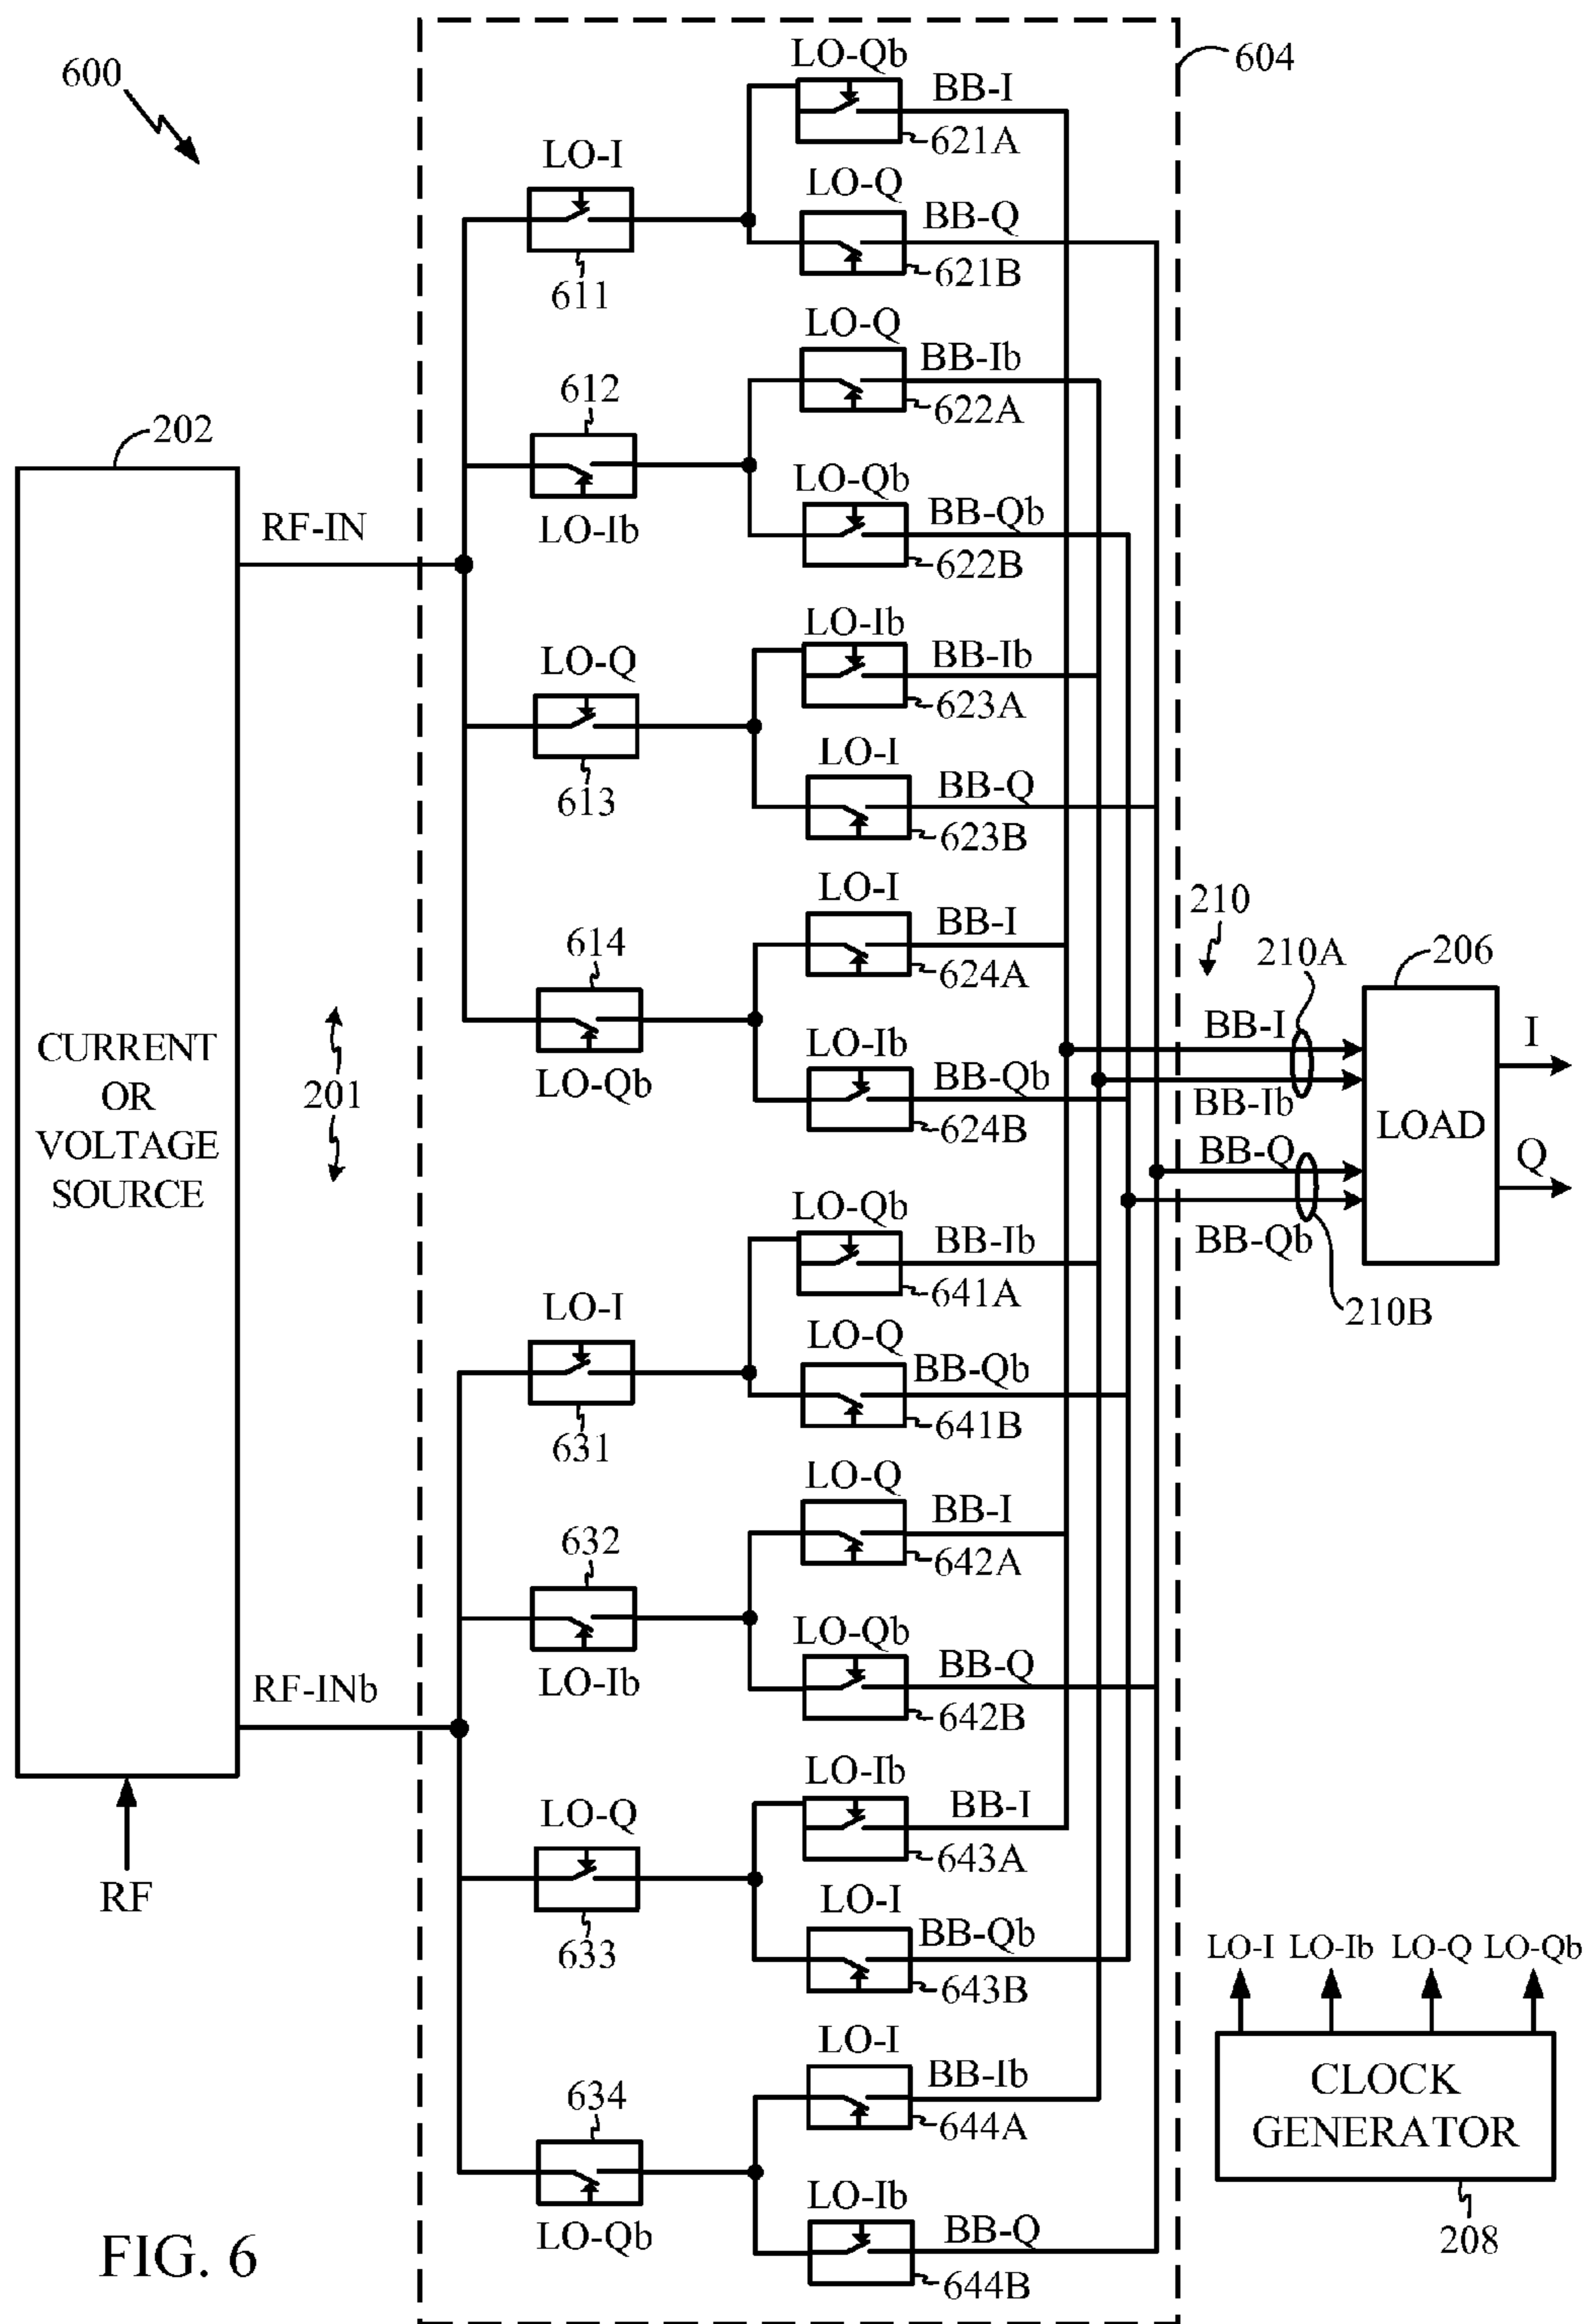 600
604
LO-Qb
BB-I
621A
LO-I
611
LO-Q
BB-Q
621B
LO-Q
BB-Ib
622A
612
LO-Ib
LO-Qb
BB-Qb
622B
202
RF-IN
CURRENT
OR
VOLTAGE
SOURCE
201
LO-Ib
BB-Ib
623A
LO-Q
613
LO-I
BB-Q
623B
LO-I
BB-I
624A
614
LO-Qb
LO-Ib
BB-Qb
624B
210
210A
206
BB-I
BB-Ib
BB-Q
BB-Qb
210B
LOAD
I
Q
LO-Qb
BB-Ib
641A
LO-I
631
LO-Q
BB-Qb
641B
LO-Q
BB-I
642A
632
LO-Ib
LO-Qb
BB-Q
642B
RF-INb
RF
LO-Ib
BB-I
643A
LO-Q
633
LO-I
BB-Qb
643B
LO-I
BB-Ib
644A
634
LO-Qb
LO-Ib
BB-Q
644B
LO-I LO-Ib LO-Q LO-Qb
CLOCK
GENERATOR
208
FIG. 6